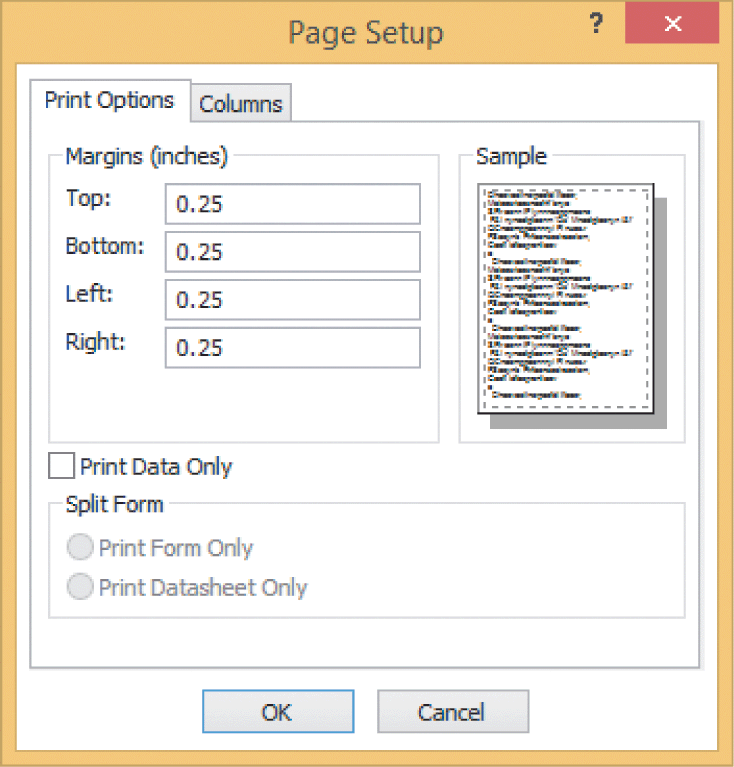 Page Setup
?
Print Options
Columns
Margins (inches)
Top:
0.25
Bottom:
0.25
Left:
0.25
Right:
0.25
Sample
Print Data Only
Split Form
Print Form Only
Print Datasheet Only
OK
Cancel